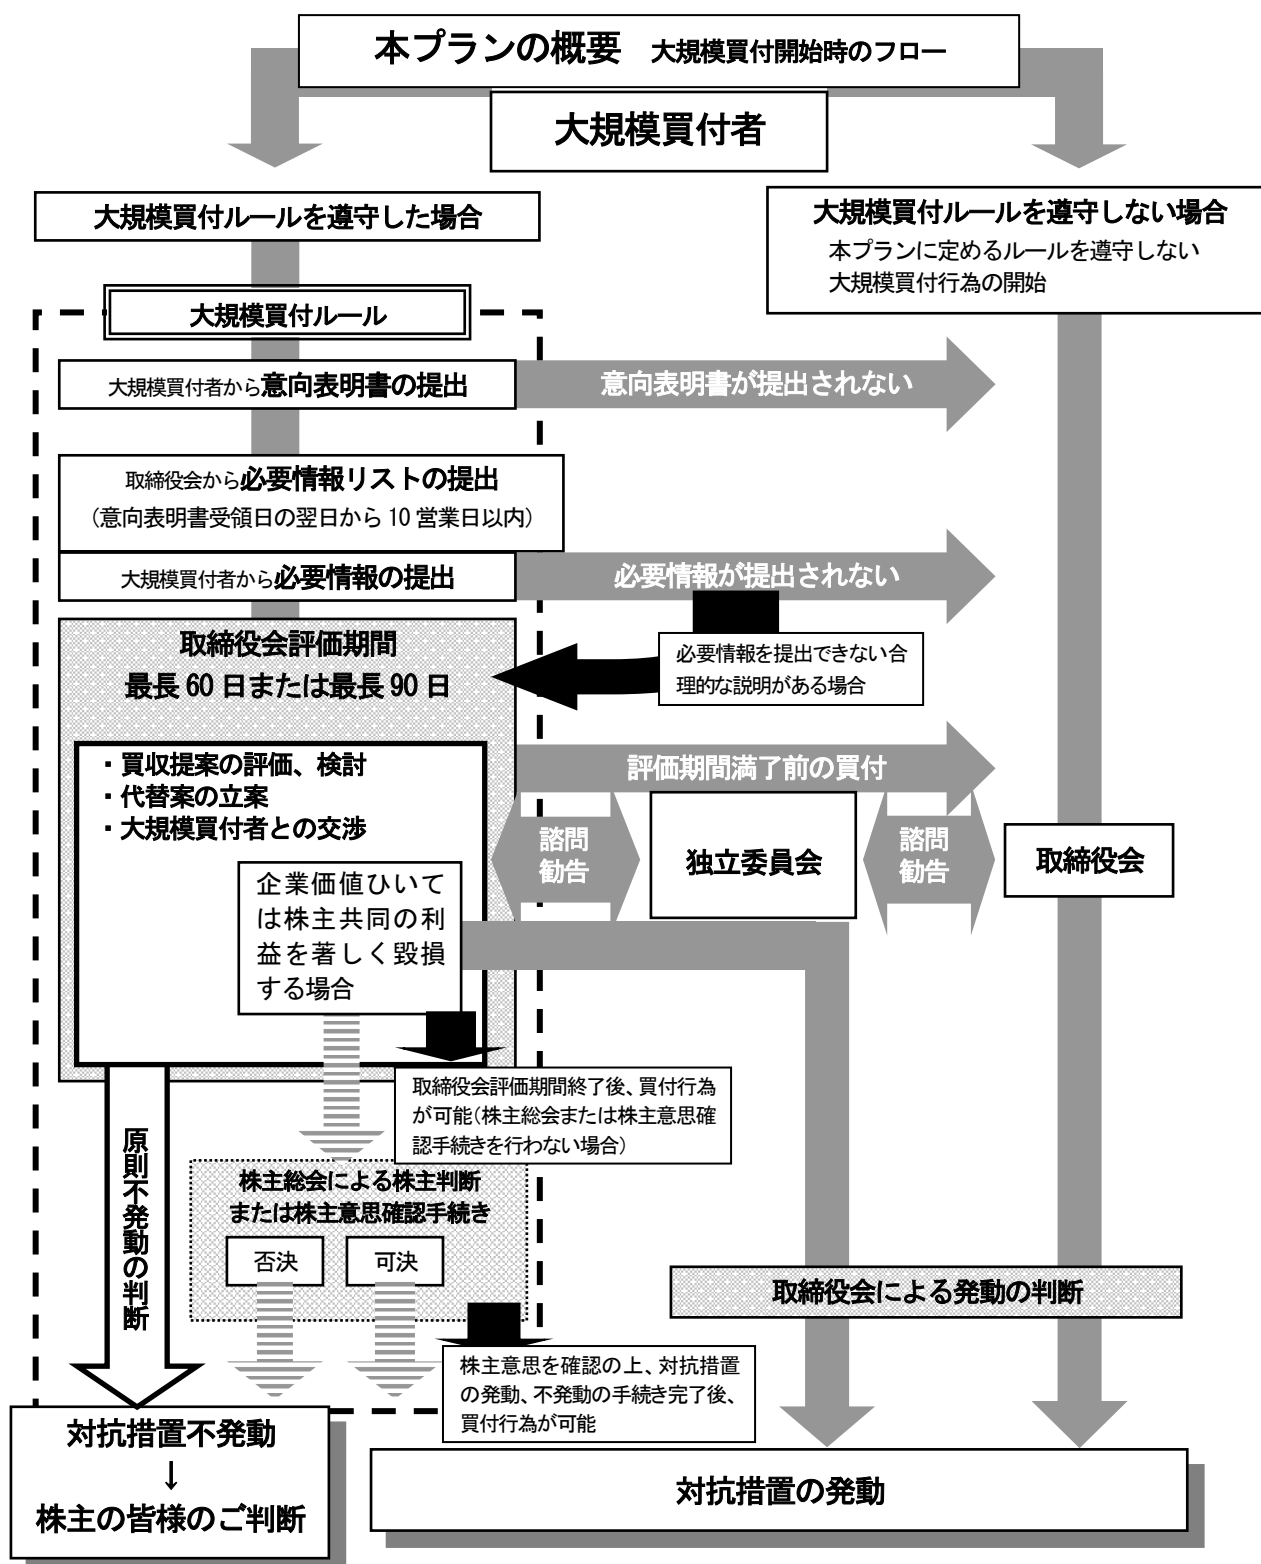 本プランの概要 大規模買付開始時のフロー
大規模買付者
大規模買付ルールを遵守した場合
大規模買付ルールを遵守しない場合
本プランに定めるルールを遵守しない
大規模買付行為の開始
大規模買付ルール
大規模買付者から意向表明書の提出
意向表明書が提出されない
取締役会から必要情報リストの提出
(意向表明書受領日の翌日から 10 営業日以内)
大規模買付者から必要情報の提出
必要情報が提出されない
取締役会評価期間
最長 60 日または最長 90 日
必要情報を提出できない合
理的な説明がある場合
・買収提案の評価、検討
・代替案の立案
・大規模買付者との交渉
評価期間満了前の買付
諮問
勧告
独立委員会
諮問
勧告
取締役会
企業価値ひいて
は株主共同の利
益を著しく毀損
する場合
取締役会評価期間終了後、買付行為
が可能(株主総会または株主意思確
認手続きを行わない場合)
原則不発動の判断
株主総会による株主判断
または株主意思確認手続き
否決
可決
取締役会による発動の判断
株主意思を確認の上、対抗措置
の発動、不発動の手続き完了後、
買付行為が可能
対抗措置不発動
↓
株主の皆様のご判断
対抗措置の発動